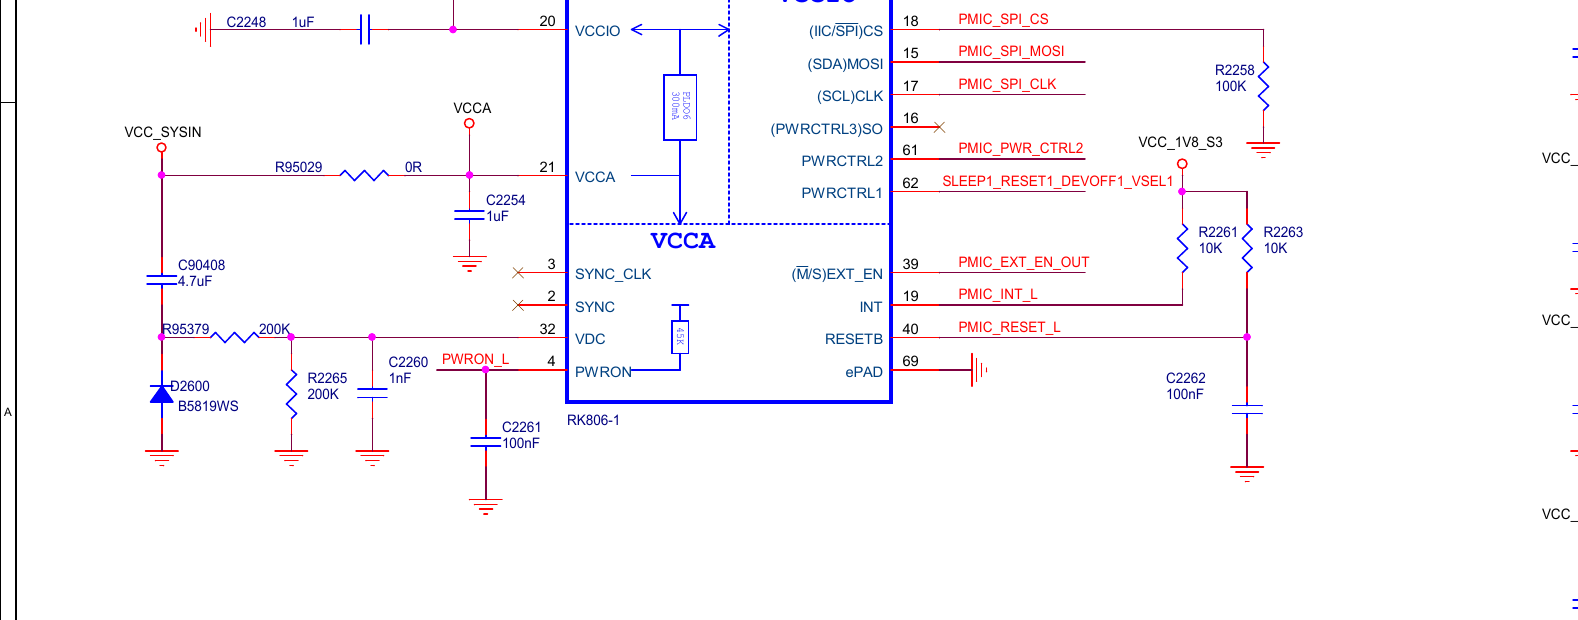 C2248 1uF
20
VCCIO
(IIC/SPI)CS
18
PMIC_SPI_CS
(SDA)MOSI
15
PMIC_SPI_MOSI
(SCL)CLK
17
PMIC_SPI_CLK
R2258
100K
PLDO6
300mA
(PWRCTRL3)SO
16
VCCA
VCC_SYSIN
PWRCTRL2
61
PMIC_PWR_CTRL2
VCC_1V8_S3
VCC_
R95029 0R
21
VCCA
PWRCTRL1
62
SLEEP1_RESET1_DEVOFF1_VSEL1
C2254
1uF
VCCA
R2261
10K
R2263
10K
C90408
4.7uF
3
SYNC_CLK
(M/S)EXT_EN
39
PMIC_EXT_EN_OUT
2
SYNC
INT
19
PMIC_INT_L
VCC_
R95379 200K
32
VDC
45K
RESETB
40
PMIC_RESET_L
PWRON_L
4
PWRON
ePAD
69
C2260
1nF
R2265
200K
D2600
B5819WS
C2262
100nF
A
RK806-1
C2261
100nF
VCC_